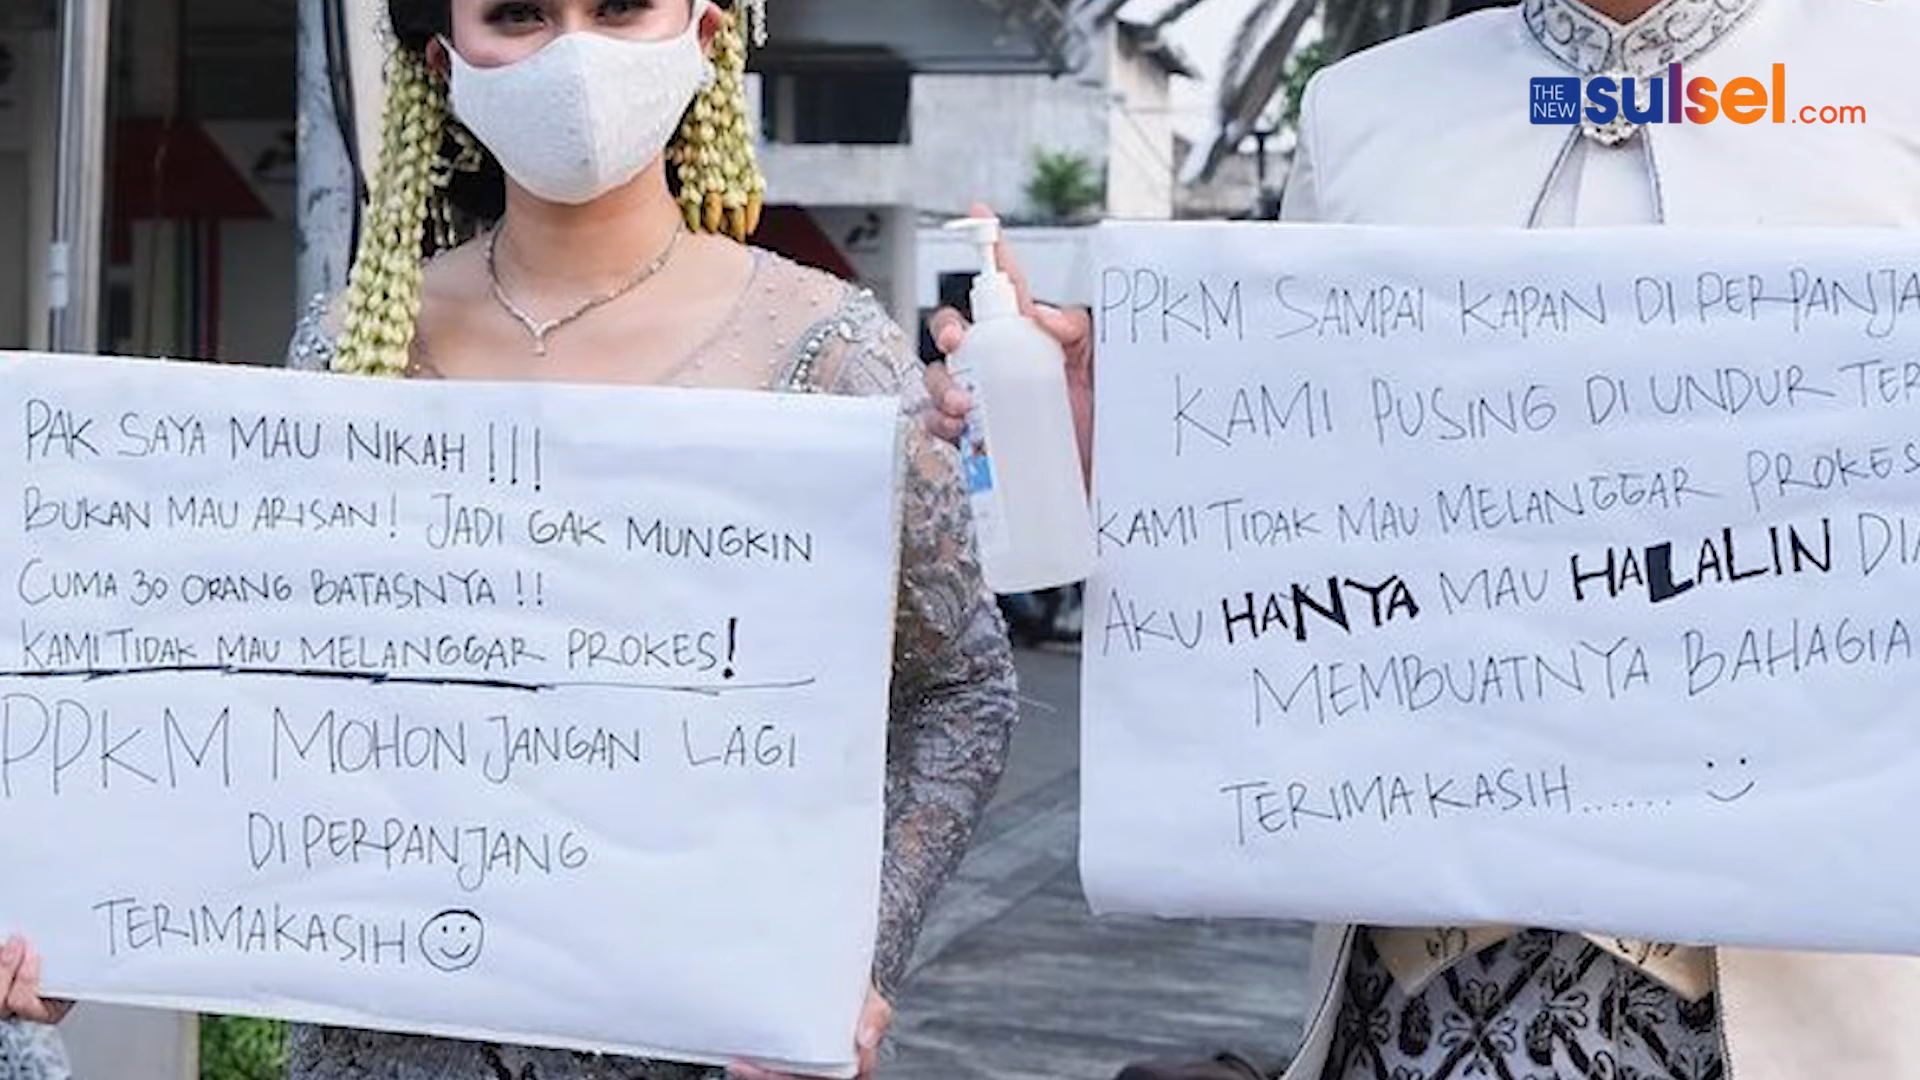 THE NEW sulsel.com
PAK SAYA MAU NIKAH !!!
BUKAN MAU ARISAN! JADI GAK MUNGKIN
CUMA 30 ORANG BATASNYA !!
KAMI TIDAK MAU MELANGGAR PROKES!
PPKM MOHON JANGAN LAGI
DI PERPANJANG
TERIMAKASIH
PPKM SAMPAI KAPAN DI PERPANJA
KAMI PUSING DI UNDUR TER
KAMI TIDAK MAU MELANGGAR PROKES
AKU HANYA MAU HALALIN DIA
MEMBUATNYA BAHAGIA
TERIMAKASIH......